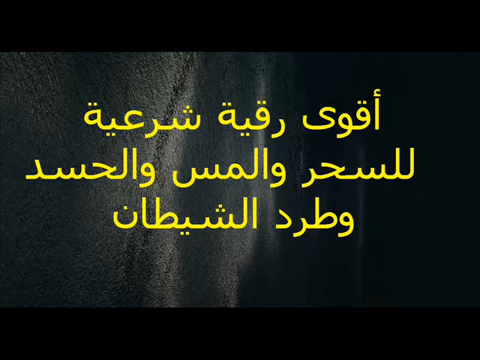 أقوى رقية شرعية
للسحر والمس والحسد
وطرد الشيطان